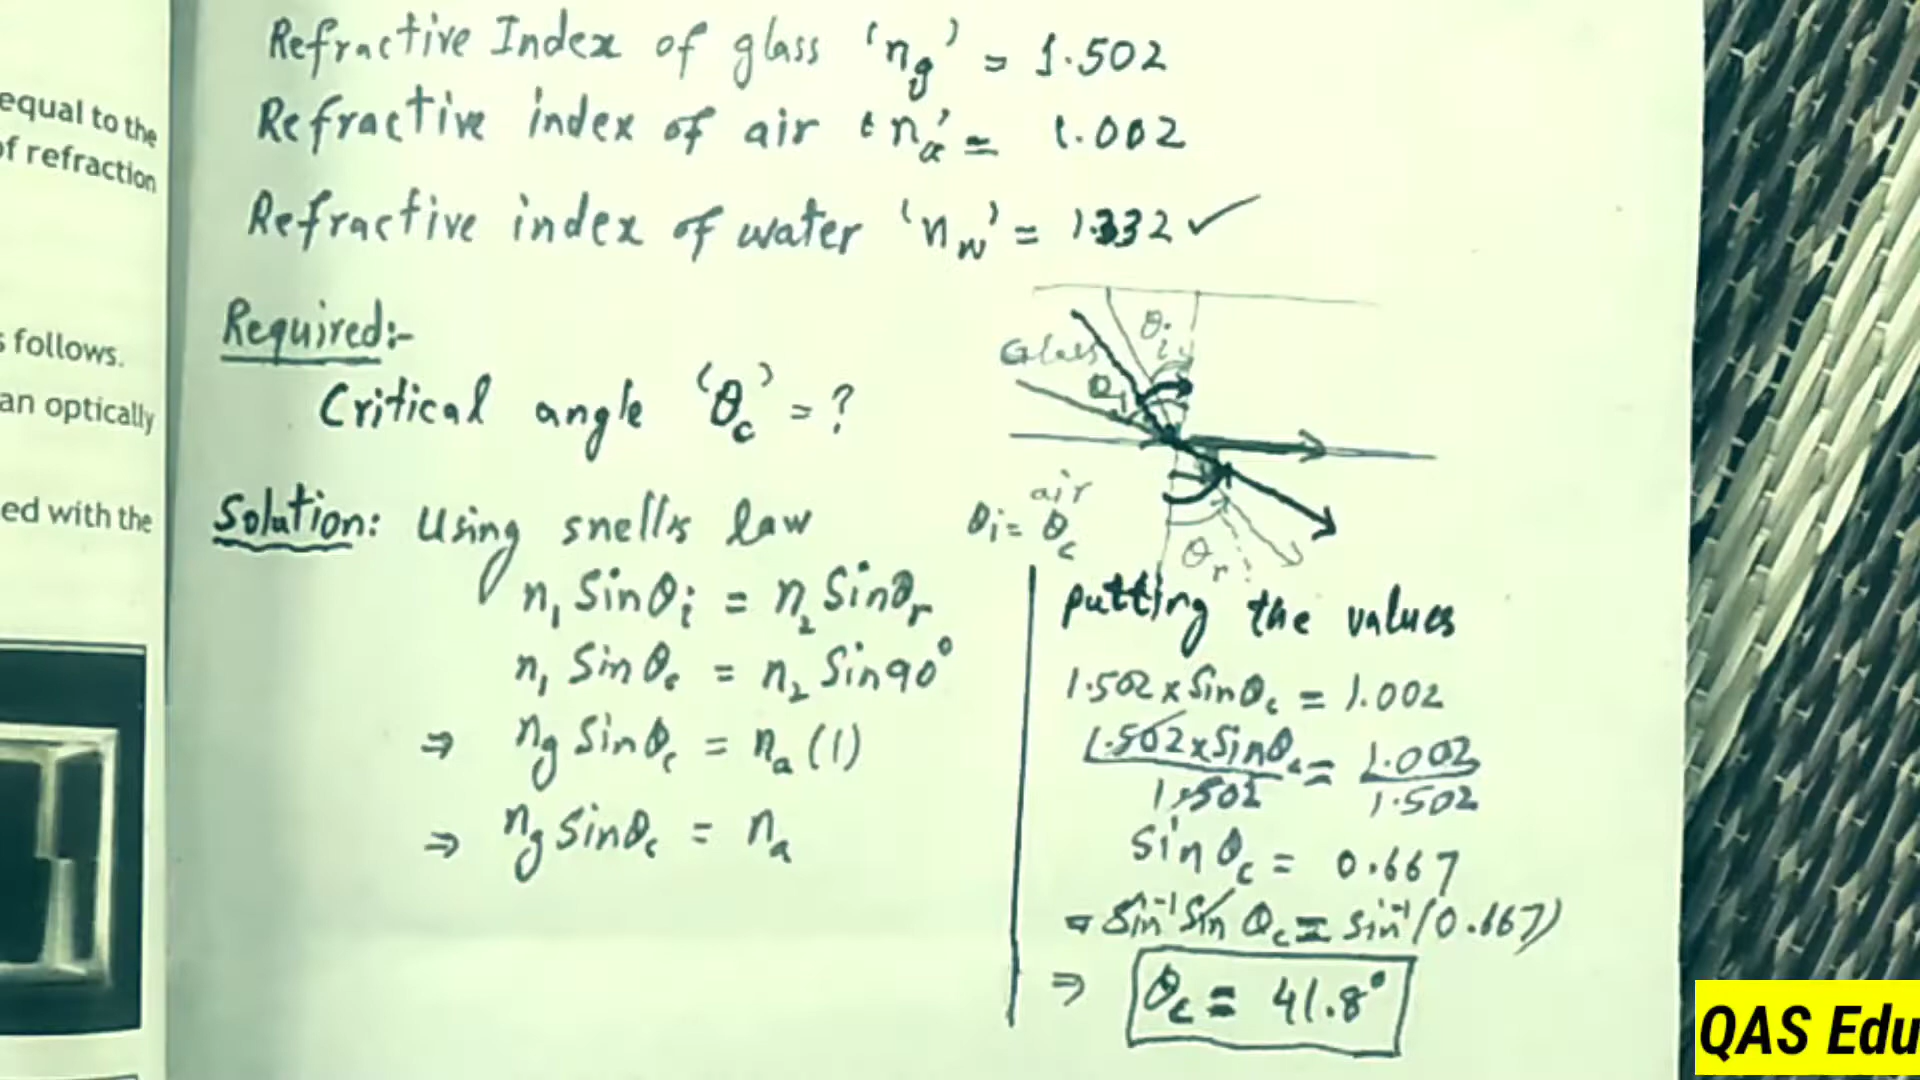 equal to the
of refraction
s follows.
an optically
ed with the
Refractive Index of glass 'ng' = 1.502
Refractive index of air 'na' = 1.002
Refractive index of water 'nw' = 1.332 ✓
Required:-
Critical angle 'θc' = ?
Glass
θi
θi
air
θi = θc
θr
Solution: Using snell's law
n₁ Sinθi = n₂ Sinθr
n₁ Sinθc = n₂ Sin90°
⇒ ng Sinθc = na (1)
⇒ ng Sinθc = na
putting the values
1.502 x Sinθc = 1.002
1.502 x Sinθc / 1.502 = 1.002 / 1.502
Sin θc = 0.667
⇒ Sin⁻¹ Sin θc = Sin⁻¹(0.667)
⇒ θc = 41.8°
QAS Edu